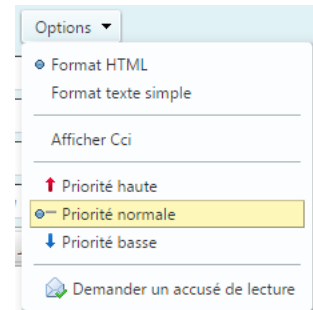 Options
Format HTML
Format texte simple
Afficher Cci
Priorité haute
Priorité normale
Priorité basse
Demander un accusé de lecture